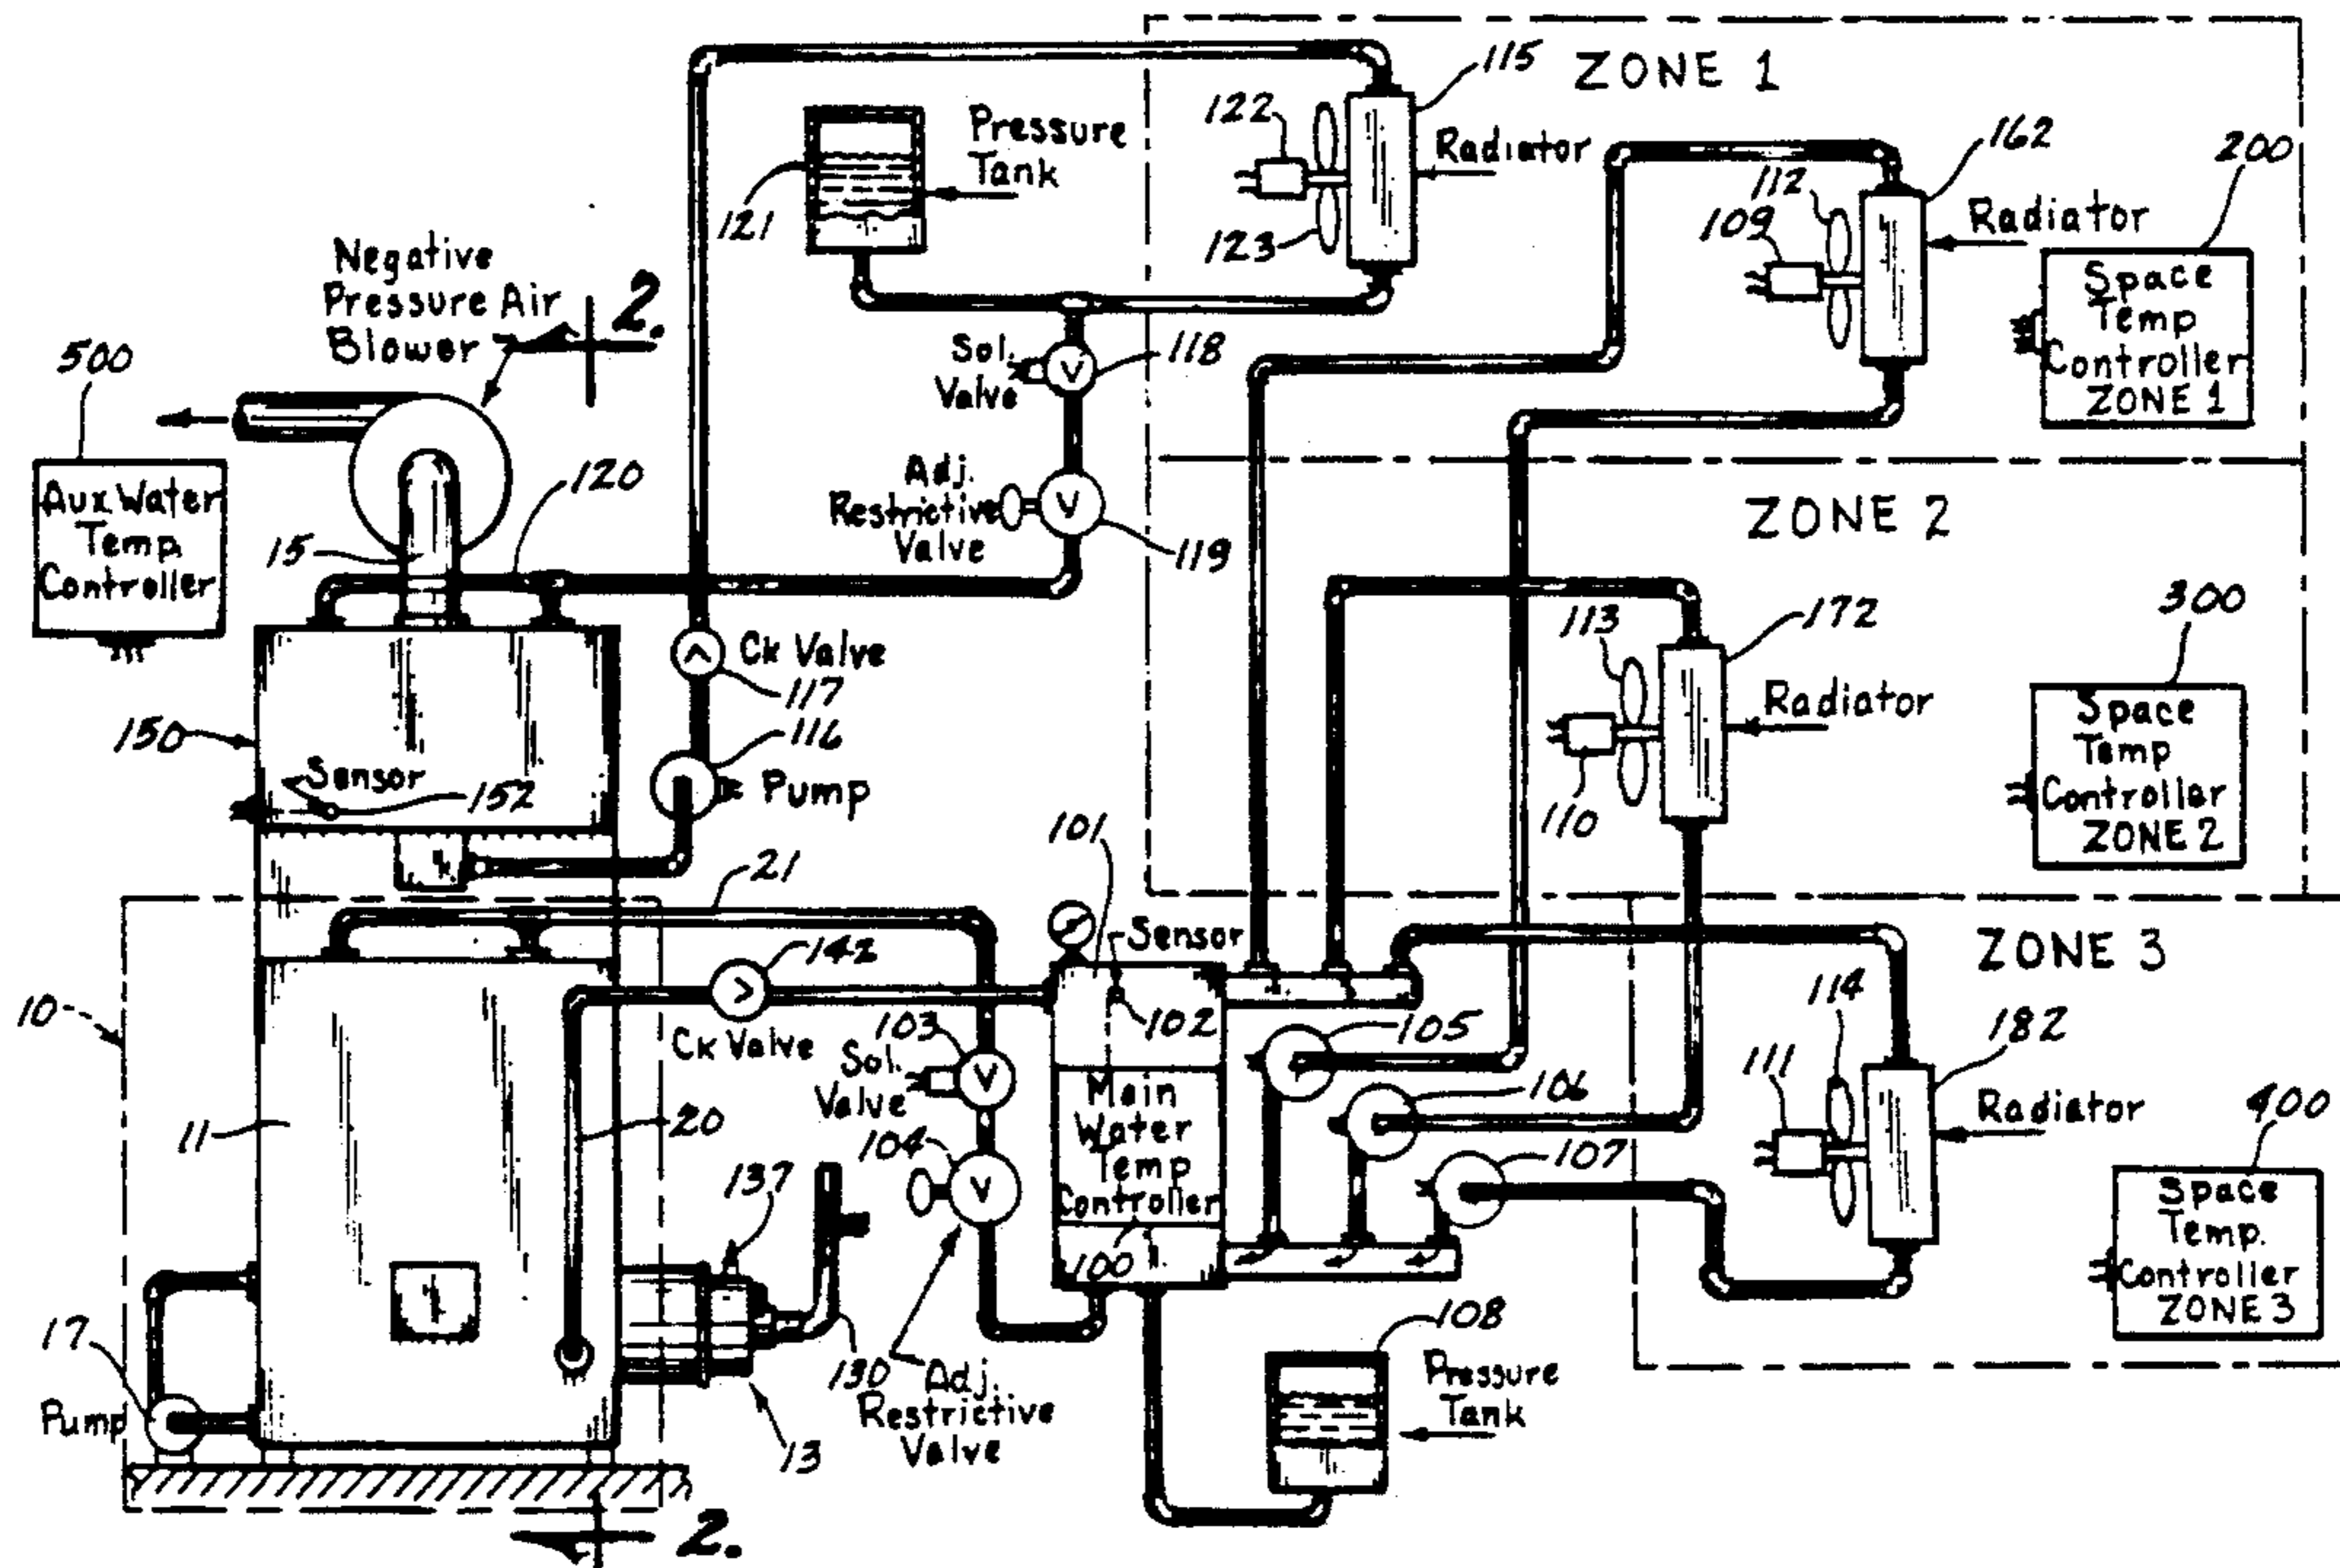 ZONE 1
115
122
Pressure
Tank
Radiator
162
200
121
123
112
109
Radiator
Space
Temp
Controller
ZONE 1
Negative
Pressure Air
Blower
2.
500
Sol.
Valve
118
Aux Water
Temp.
Controller
120
Adj.
Restrictive
Valve
119
15
ZONE 2
300
113
172
Ck Valve
117
Radiator
Space
Temp
Controller
ZONE 2
150
116
Sensor
152
Pump
110
101
21
Sensor
ZONE 3
142
114
10
103
102
105
182
Ck Valve
Sol.
Valve
111
Main
Water
Temp
Controller
106
Radiator
400
11
20
104
107
137
Space
Temp.
Controller
ZONE 3
100
108
17
130
Adj.
Restrictive
Valve
Pressure
Tank
Pump
13
2.